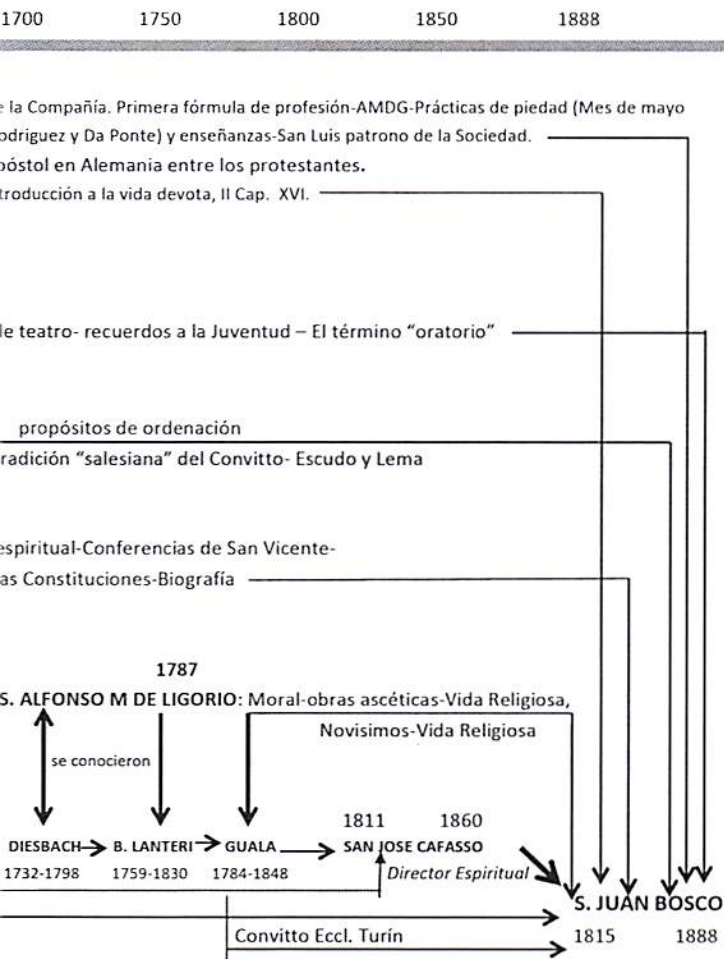 1700 1750 1800 1850 1888
e la Compañía. Primera fórmula de profesión-AMDG-Prácticas de piedad (Mes de mayo
odriguez y Da Ponte) y enseñanzas-San Luis patrono de la Sociedad.
póstol en Alemania entre los protestantes.
troducción a la vida devota, II Cap. XVI.
le teatro- recuerdos a la Juventud – El término "oratorio"
propósitos de ordenación
radición "salesiana" del Convitto- Escudo y Lema
espiritual-Conferencias de San Vicente-
as Constituciones-Biografía
1787
S. ALFONSO M DE LIGORIO: Moral-obras ascéticas-Vida Religiosa,
Novisimos-Vida Religiosa
se conocieron
1811 1860
DIESBACH B. LANTERI GUALA SAN JOSE CAFASSO
1732-1798 1759-1830 1784-1848 Director Espiritual
S. JUAN BOSCO
Convitto Eccl. Turín 1815 1888